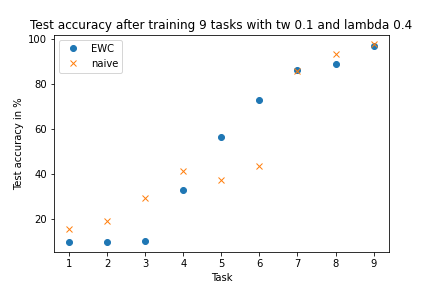 Test accuracy after training 9 tasks with tw 0.1 and lambda 0.4
100
EWC
naive
80
60
40
20
Test accuracy in %
1 2 3 4 5 6 7 8 9
Task